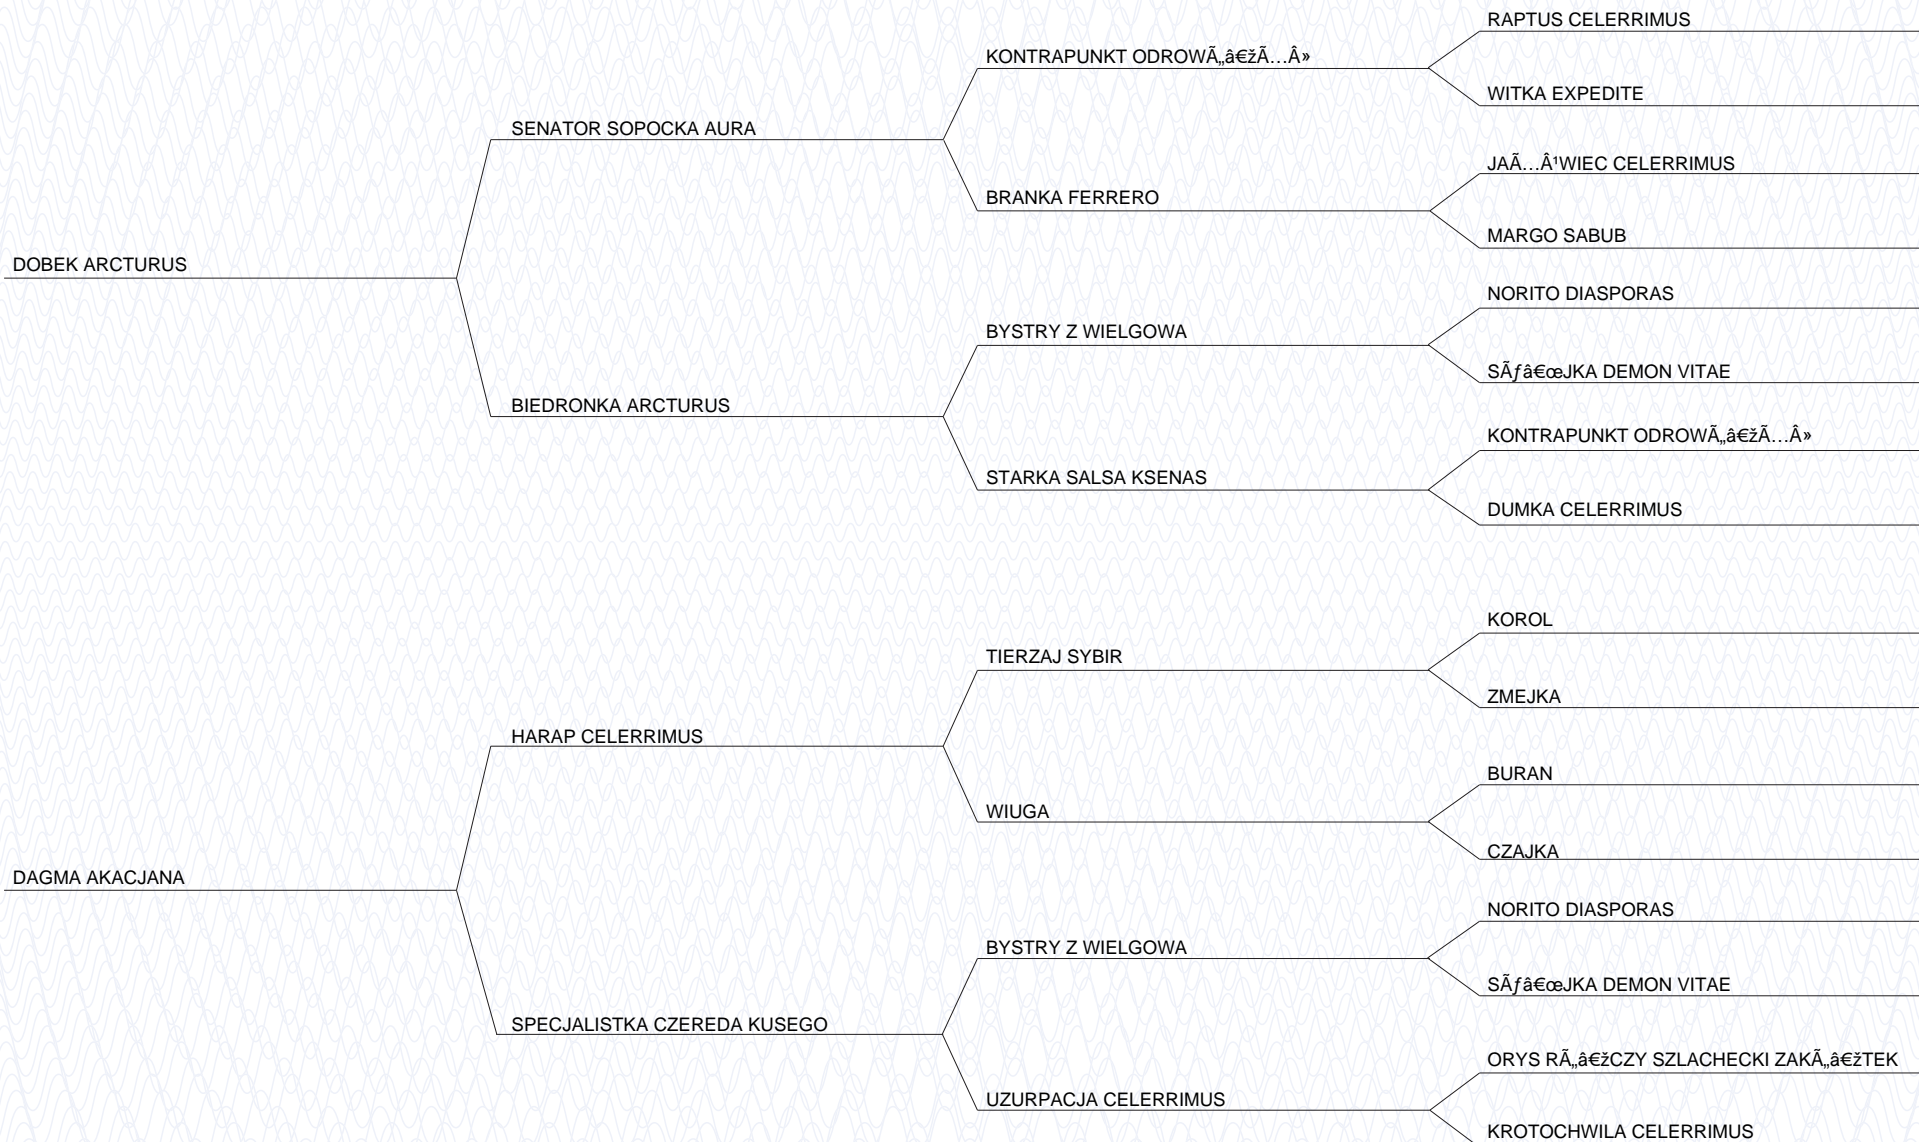 RAPTUS CELERRIMUS
KONTRAPUNKT ODROWÃ„â€žÃ…Â»
WITKA EXPEDITE
SENATOR SOPOCKA AURA
JAÃ…Â¹WIEC CELERRIMUS
BRANKA FERRERO
MARGO SABUB
DOBEK ARCTURUS
NORITO DIASPORAS
BYSTRY Z WIELGOWA
SÃƒâ€œJKA DEMON VITAE
BIEDRONKA ARCTURUS
KONTRAPUNKT ODROWÃ„â€žÃ…Â»
STARKA SALSA KSENAS
DUMKA CELERRIMUS
KOROL
TIERZAJ SYBIR
ZMEJKA
HARAP CELERRIMUS
BURAN
WIUGA
CZAJKA
DAGMA AKACJANA
NORITO DIASPORAS
BYSTRY Z WIELGOWA
SÃƒâ€œJKA DEMON VITAE
SPECJALISTKA CZEREDA KUSEGO
ORYS RÃ„â€žCZY SZLACHECKI ZAKÃ„â€žTEK
UZURPACJA CELERRIMUS
KROTOCHWILA CELERRIMUS